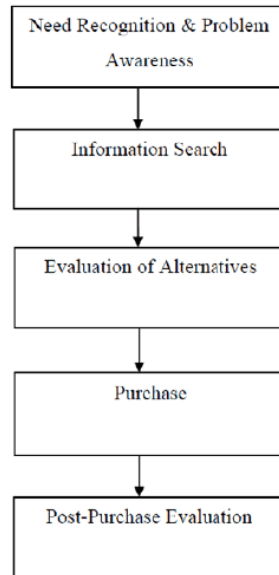 Need Recognition & Problem
Awareness
Information Search
Evaluation of Alternatives
Purchase
Post-Purchase Evaluation